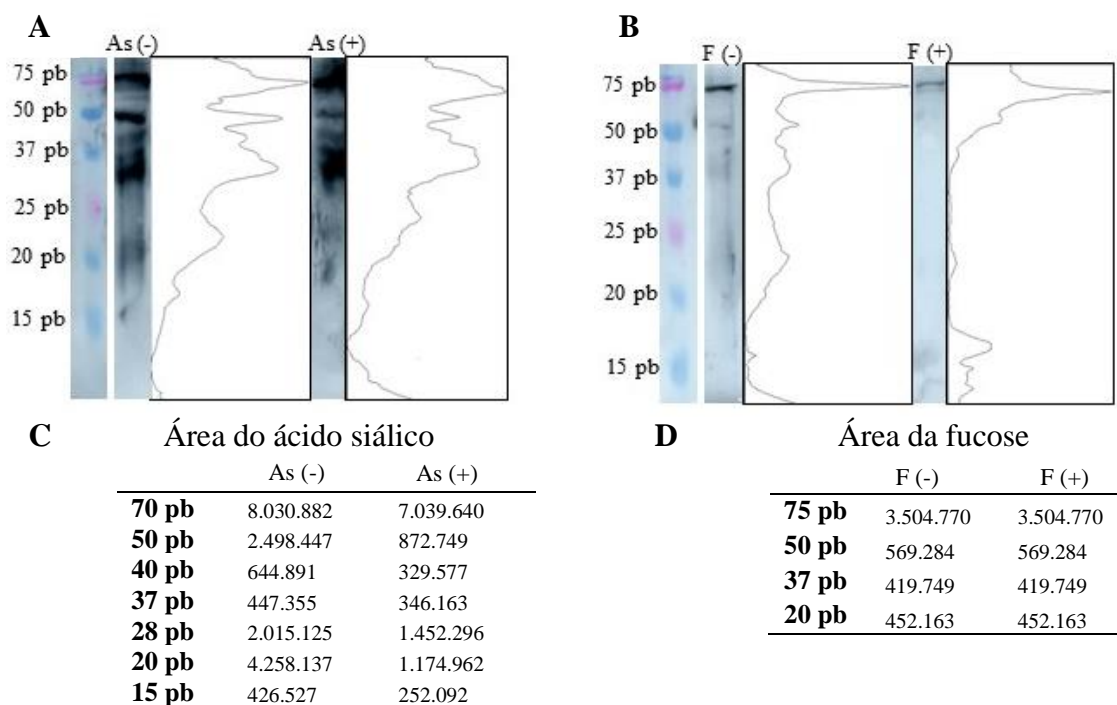 A
As (-)
As (+)
75 pb
50 pb
37 pb
25 pb
20 pb
15 pb
B
F (-)
F (+)
75 pb
50 pb
37 pb
25 pb
20 pb
15 pb
C Área do ácido siálico
As (-) As (+)
70 pb 8.030.882 7.039.640
50 pb 2.498.447 872.749
40 pb 644.891 329.577
37 pb 447.355 346.163
28 pb 2.015.125 1.452.296
20 pb 4.258.137 1.174.962
15 pb 426.527 252.092
D Área da fucose
F (-) F (+)
75 pb 3.504.770 3.504.770
50 pb 569.284 569.284
37 pb 419.749 419.749
20 pb 452.163 452.163